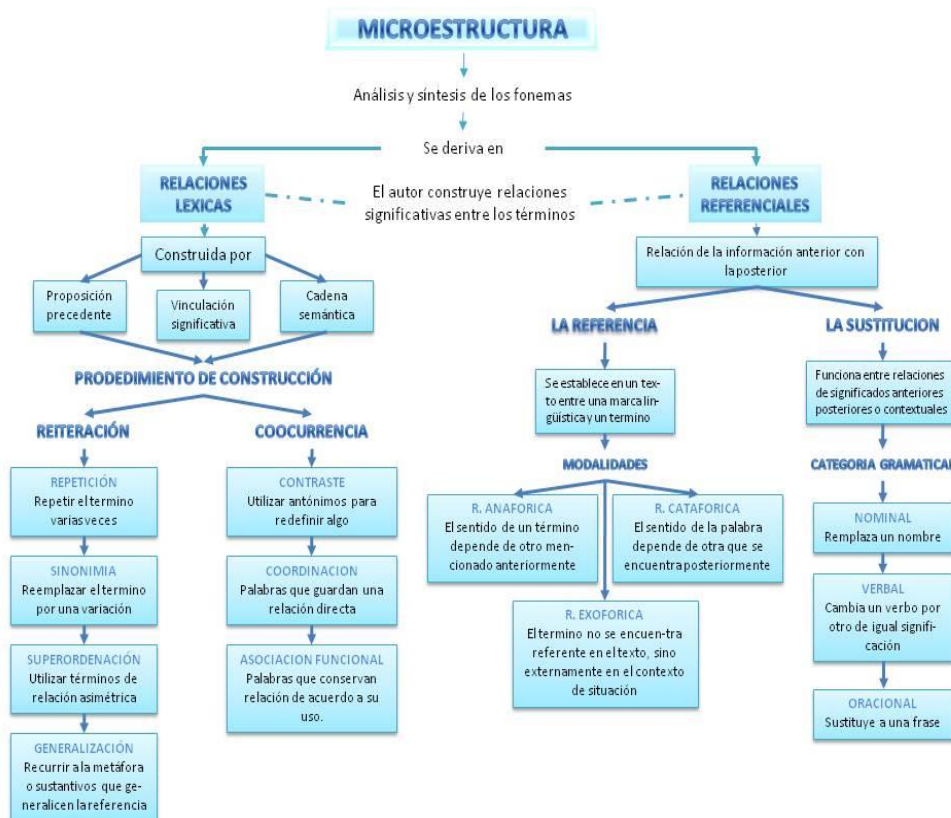 MICROESTRUCTURA
Análisis y síntesis de los fonemas
Se deriva en
RELACIONES
LEXICAS
El autor construye relaciones
significativas entre los términos
RELACIONES
REFERENCIALES
Construida por
Proposición
precedente
Vinculación
significativa
Cadena
semántica
PRODEDIMIENTO DE CONSTRUCCIÓN
REITERACIÓN
REPETICIÓN
Repetir el termino
varias veces
SINONIMIA
Reemplazar el termino
por una variación
SUPERORDENACIÓN
Utilizar términos de
relación asimétrica
GENERALIZACIÓN
Recurrir a la metáfora
o sustantivos que ge-
neralicen la referencia
COOCURRENCIA
CONTRASTE
Utilizar antónimos para
redefinir algo
COORDINACION
Palabras que guardan una
relación directa
ASOCIACION FUNCIONAL
Palabras que conservan
relación de acuerdo a su
uso.
Relación de la información anterior con
la posterior
LA REFERENCIA
Se establece en un tex-
to entre una marca lin-
güística y un termino
MODALIDADES
R. ANAFORICA
El sentido de un término
depende de otro men-
cionado anteriormente
R. CATAFORICA
El sentido de la palabra
depende de otra que se
encuentra posteriormente
R. EXOFORICA
El termino no se encuen-tra
referente en el texto, sino
externamente en el contexto
de situación
LA SUSTITUCION
Funciona entre relaciones
de significados anteriores
posteriores o contextuales
CATEGORIA GRAMATICAL
NOMINAL
Remplaza un nombre
VERBAL
Cambia un verbo por
otro de igual signifi-
cación
ORACIONAL
Sustituye a una frase